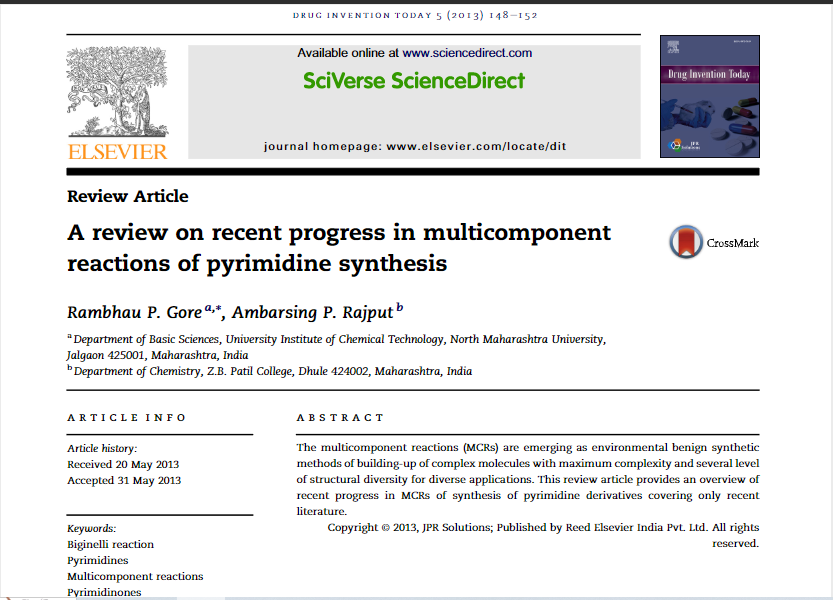 DRUG INVENTION TODAY 5 (2013) 148–152
Available online at www.sciencedirect.com
SciVerse ScienceDirect
journal homepage: www.elsevier.com/locate/dit
ELSEVIER
Drug Invention Today
JPR
Solutions
Review Article
A review on recent progress in multicomponent
reactions of pyrimidine synthesis
CrossMark
Rambhau P. Gore a,*, Ambarsing P. Rajput b
a Department of Basic Sciences, University Institute of Chemical Technology, North Maharashtra University,
Jalgaon 425001, Maharashtra, India
b Department of Chemistry, Z.B. Patil College, Dhule 424002, Maharashtra, India
ARTICLE INFO
Article history:
Received 20 May 2013
Accepted 31 May 2013
Keywords:
Biginelli reaction
Pyrimidines
Multicomponent reactions
Pyrimidinones
ABSTRACT
The multicomponent reactions (MCRs) are emerging as environmental benign synthetic
methods of building-up of complex molecules with maximum complexity and several level
of structural diversity for diverse applications. This review article provides an overview of
recent progress in MCRs of synthesis of pyrimidine derivatives covering only recent
literature.
Copyright © 2013, JPR Solutions; Published by Reed Elsevier India Pvt. Ltd. All rights
reserved.